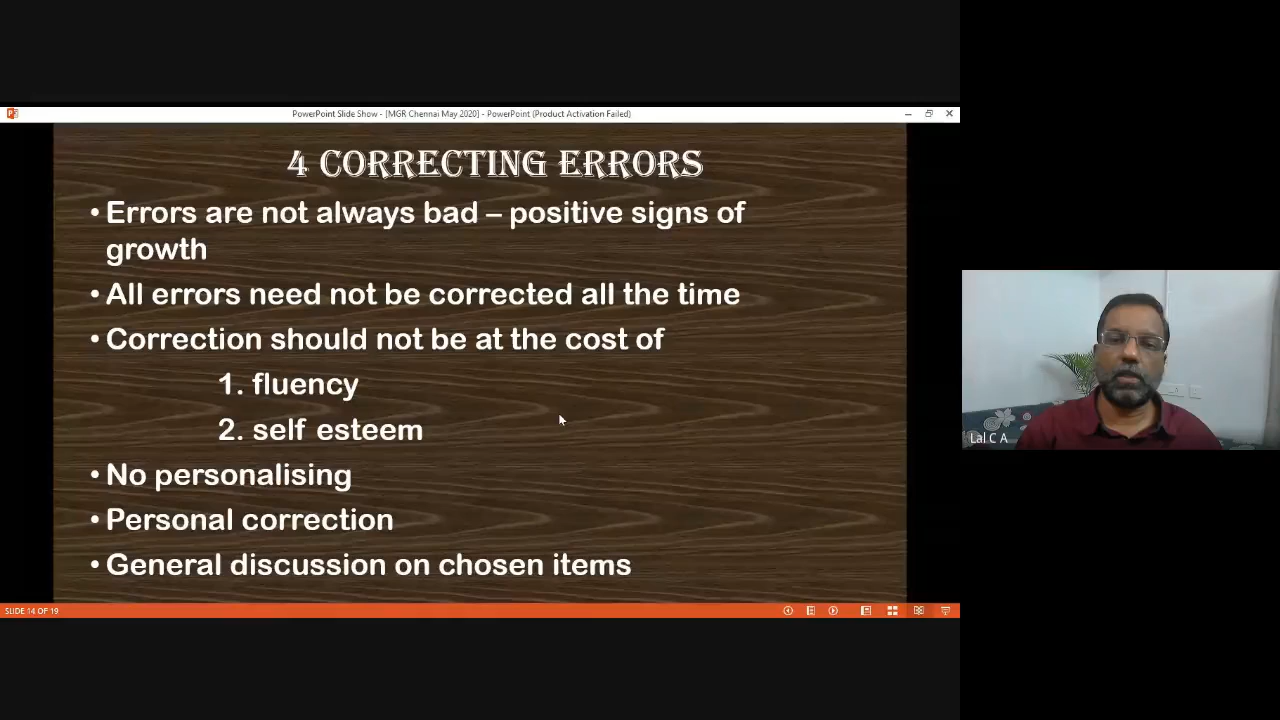 PowerPoint Slide Show - [MGR Chennai May 2020] - PowerPoint (Product Activation Failed)
4 CORRECTING ERRORS
• Errors are not always bad – positive signs of
growth
• All errors need not be corrected all the time
• Correction should not be at the cost of
1. fluency
2. self esteem
• No personalising
• Personal correction
• General discussion on chosen items
SLIDE 14 OF 19
Lal C A